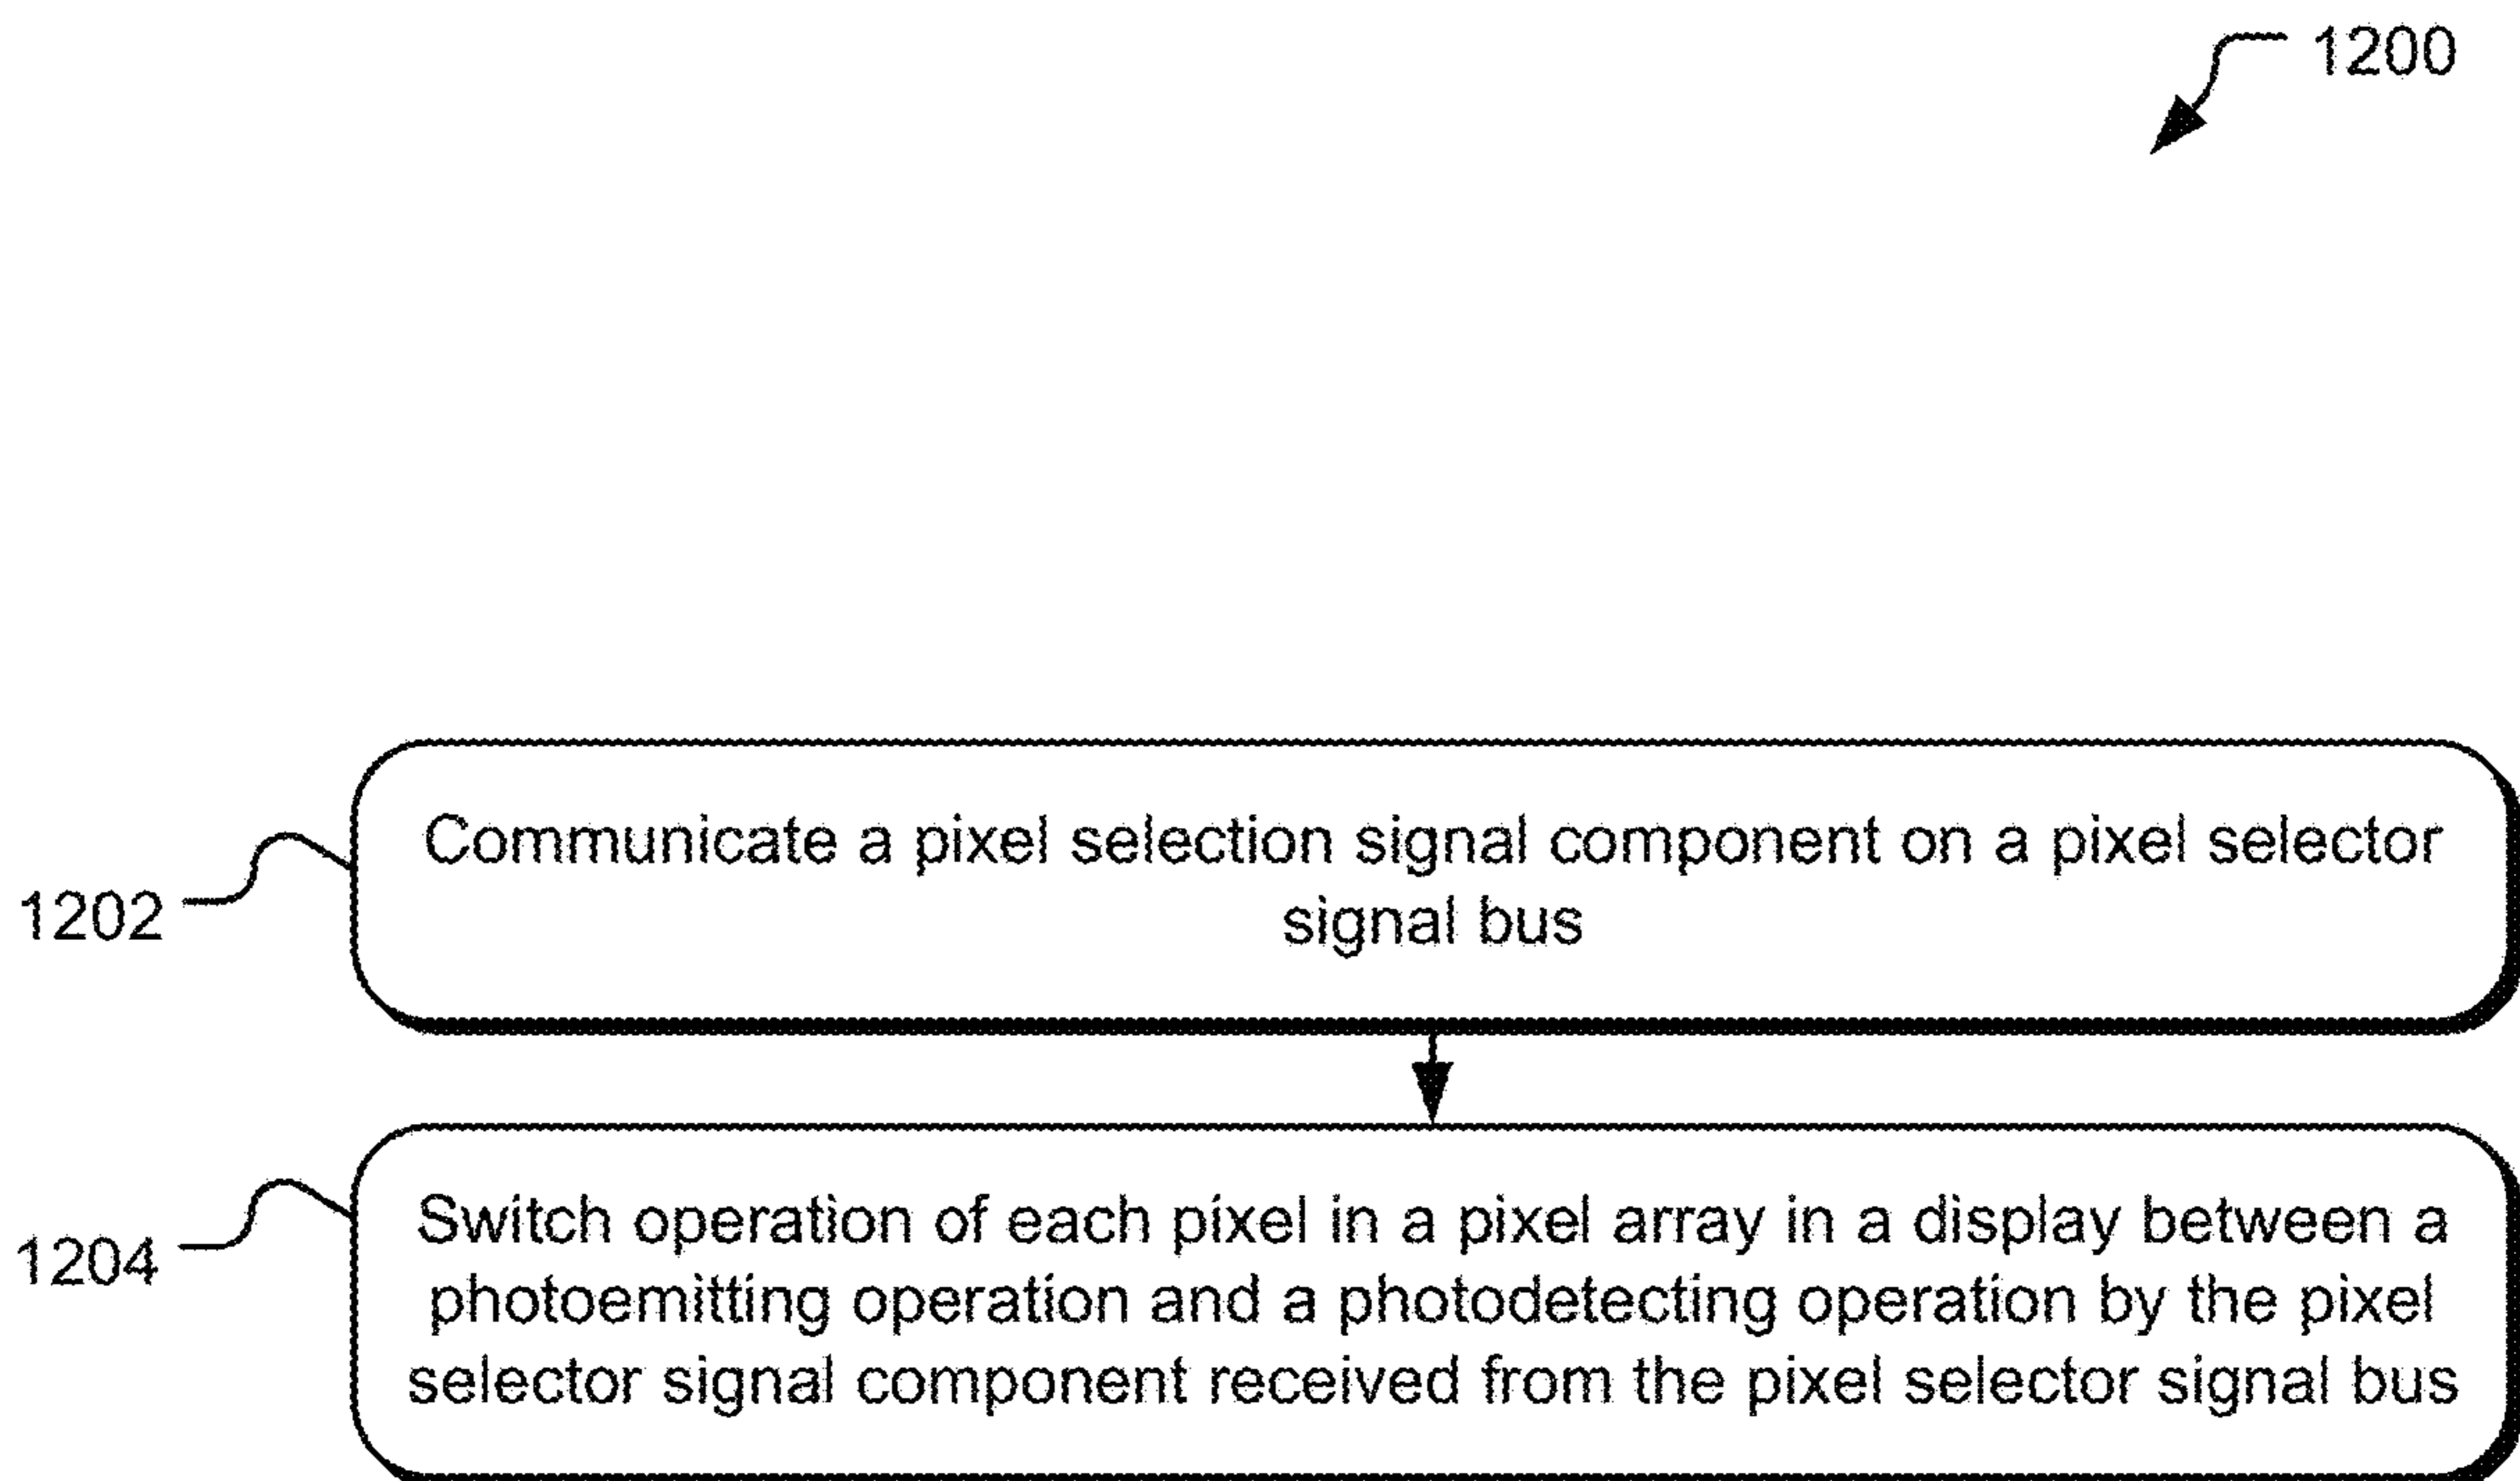 1200
Communicate a pixel selection signal component on a pixel selector
signal bus
1202
Switch operation of each pixel in a pixel array in a display between a
photoemitting operation and a photodetecting operation by the pixel
selector signal component received from the pixel selector signal bus
1204